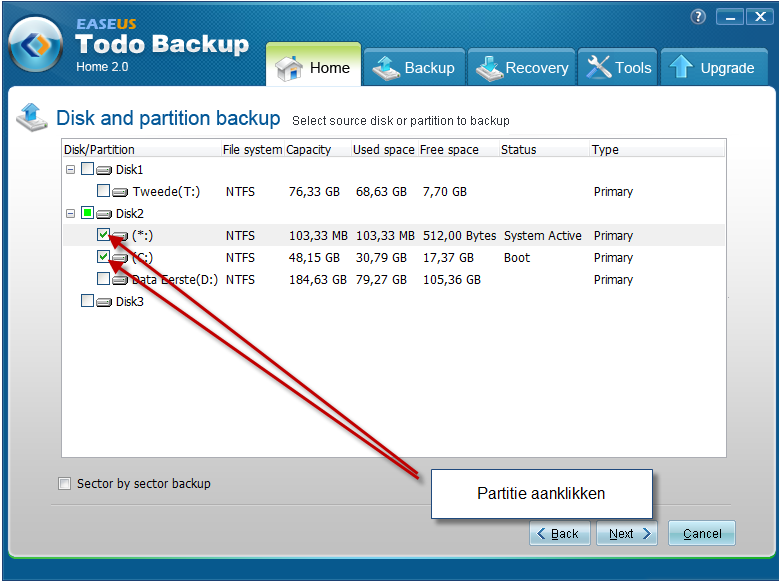 EASEUS
Todo Backup
Home 2.0
?
Home
Backup
Recovery
Tools
Upgrade
Disk and partition backup Select source disk or partition to backup
Disk/Partition File system Capacity Used space Free space Status Type
Disk1
Tweede(T:) NTFS 76,33 GB 68,63 GB 7,70 GB Primary
Disk2
(*:) NTFS 103,33 MB 103,33 MB 512,00 Bytes System Active Primary
(C:) NTFS 48,15 GB 30,79 GB 17,37 GB Boot Primary
Data Eerste(D:) NTFS 184,63 GB 79,27 GB 105,36 GB Primary
Disk3
Sector by sector backup
Partitie aanklikken
< Back Next > Cancel